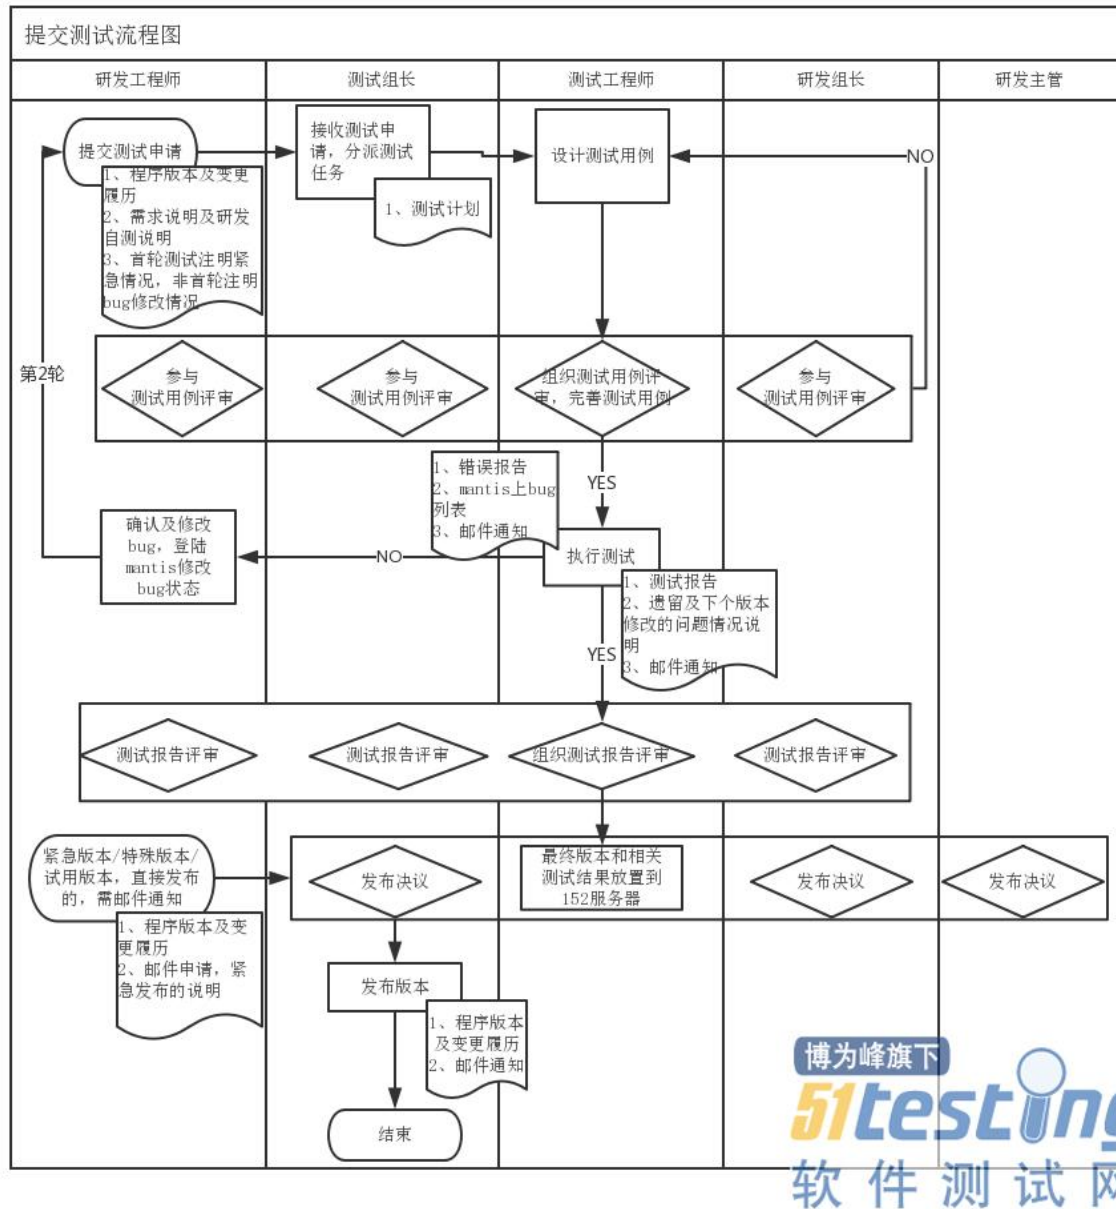 提交测试流程图
研发工程师
测试组长
测试工程师
研发组长
研发主管
提交测试申请
1、程序版本及变更
履历
2、需求说明及研发
自测说明
3、首轮测试注明紧
急情况，非首轮注明
bug修改情况
接收测试申
请，分派测试
任务
1、测试计划
设计测试用例
NO
第2轮
参与
测试用例评审
参与
测试用例评审
组织测试用例评
审，完善测试用例
参与
测试用例评审
YES
1、错误报告
2、mantis上bug
列表
3、邮件通知
确认及修改
bug，登陆
mantis修改
bug状态
NO
执行测试
1、测试报告
2、遗留及下个版本
修改的问题情况说
明
3、邮件通知
YES
测试报告评审
测试报告评审
组织测试报告评审
测试报告评审
紧急版本/特殊版本/
试用版本，直接发布
的，需邮件通知
1、程序版本及变
更履历
2、邮件申请，紧
急发布的说明
发布决议
最终版本和相关
测试结果放置到
152服务器
发布决议
发布决议
发布版本
1、程序版本
及变更履历
2、邮件通知
结束
博为峰旗下
51testing
软件测试网